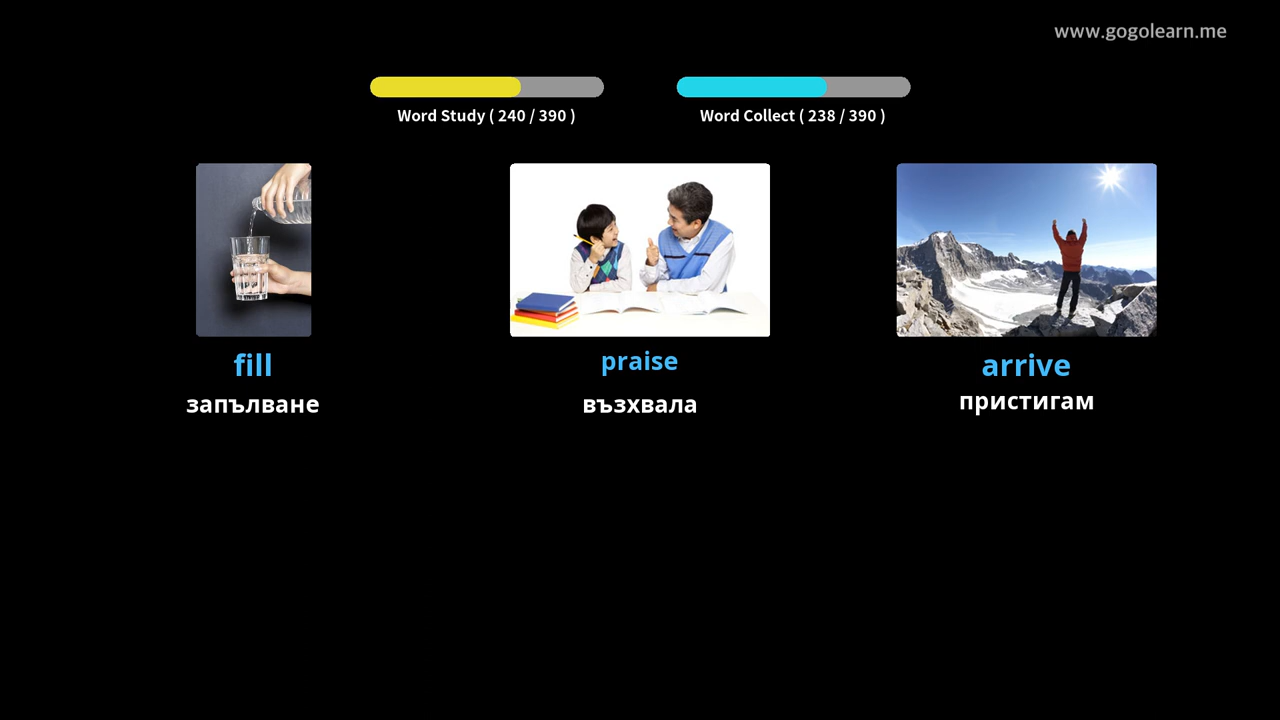 www.gogolearn.me
Word Study ( 240 / 390 )
Word Collect ( 238 / 390 )
fill
praise
arrive
запълване
възхвала
пристигам